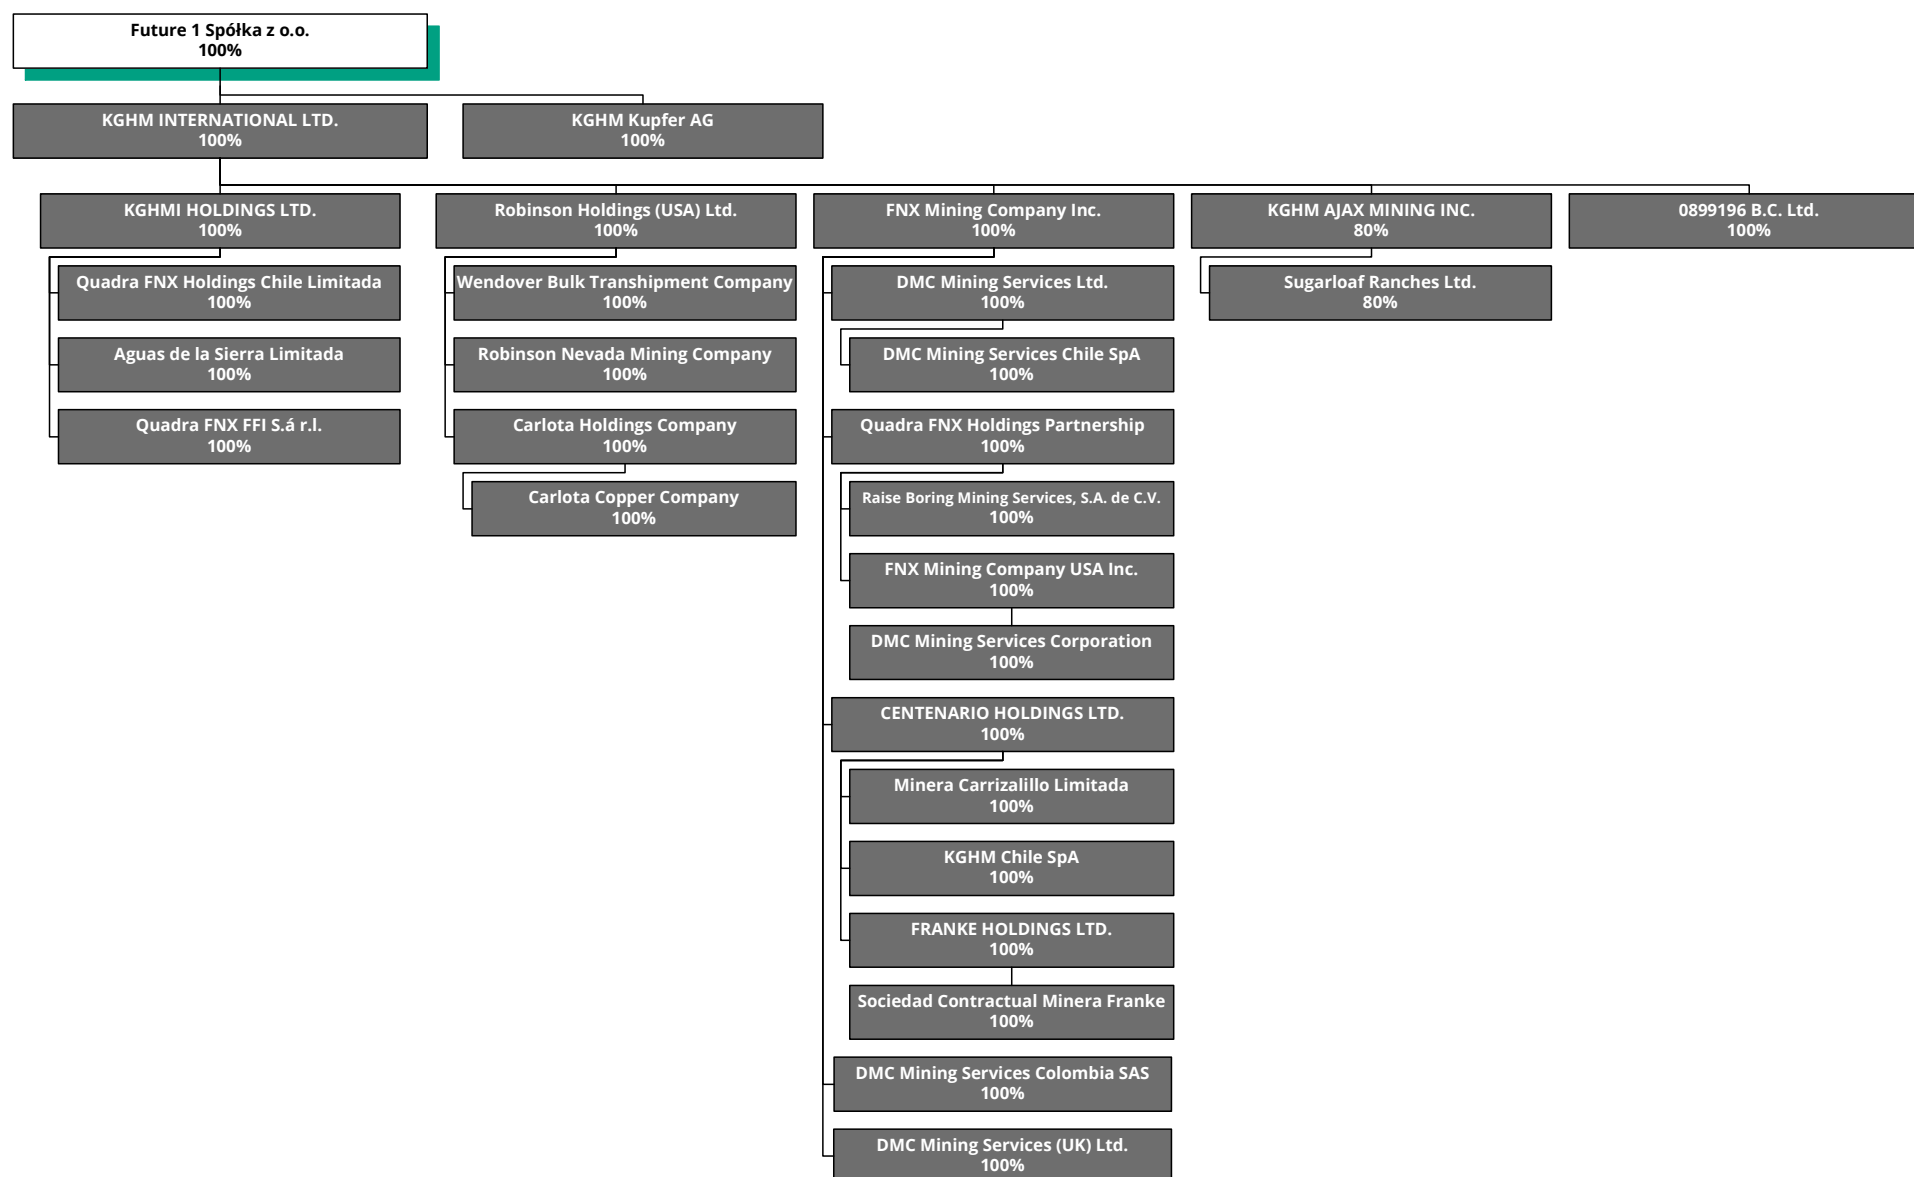 Future 1 Spółka z o.o.
100%
KGHM INTERNATIONAL LTD.
100%
KGHM Kupfer AG
100%
KGHMI HOLDINGS LTD.
100%
Quadra FNX Holdings Chile Limitada
100%
Aguas de la Sierra Limitada
100%
Quadra FNX FFI S.á r.l.
100%
Robinson Holdings (USA) Ltd.
100%
Wendover Bulk Transhipment Company
100%
Robinson Nevada Mining Company
100%
Carlota Holdings Company
100%
Carlota Copper Company
100%
FNX Mining Company Inc.
100%
DMC Mining Services Ltd.
100%
DMC Mining Services Chile SpA
100%
Quadra FNX Holdings Partnership
100%
Raise Boring Mining Services, S.A. de C.V.
100%
FNX Mining Company USA Inc.
100%
DMC Mining Services Corporation
100%
CENTENARIO HOLDINGS LTD.
100%
Minera Carrizalillo Limitada
100%
KGHM Chile SpA
100%
FRANKE HOLDINGS LTD.
100%
Sociedad Contractual Minera Franke
100%
DMC Mining Services Colombia SAS
100%
DMC Mining Services (UK) Ltd.
100%
KGHM AJAX MINING INC.
80%
Sugarloaf Ranches Ltd.
80%
0899196 B.C. Ltd.
100%